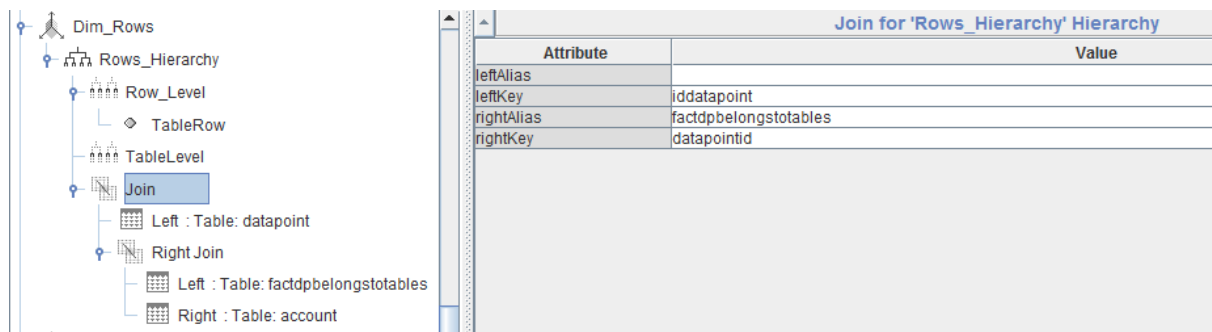 Dim_Rows
Rows_Hierarchy
Row_Level
TableRow
TableLevel
Join
Left : Table: datapoint
Right Join
Left : Table: factdpbelongstotables
Right : Table: account
Join for 'Rows_Hierarchy' Hierarchy
Attribute Value
leftAlias
leftKey iddatapoint
rightAlias factdpbelongstotables
rightKey datapointid